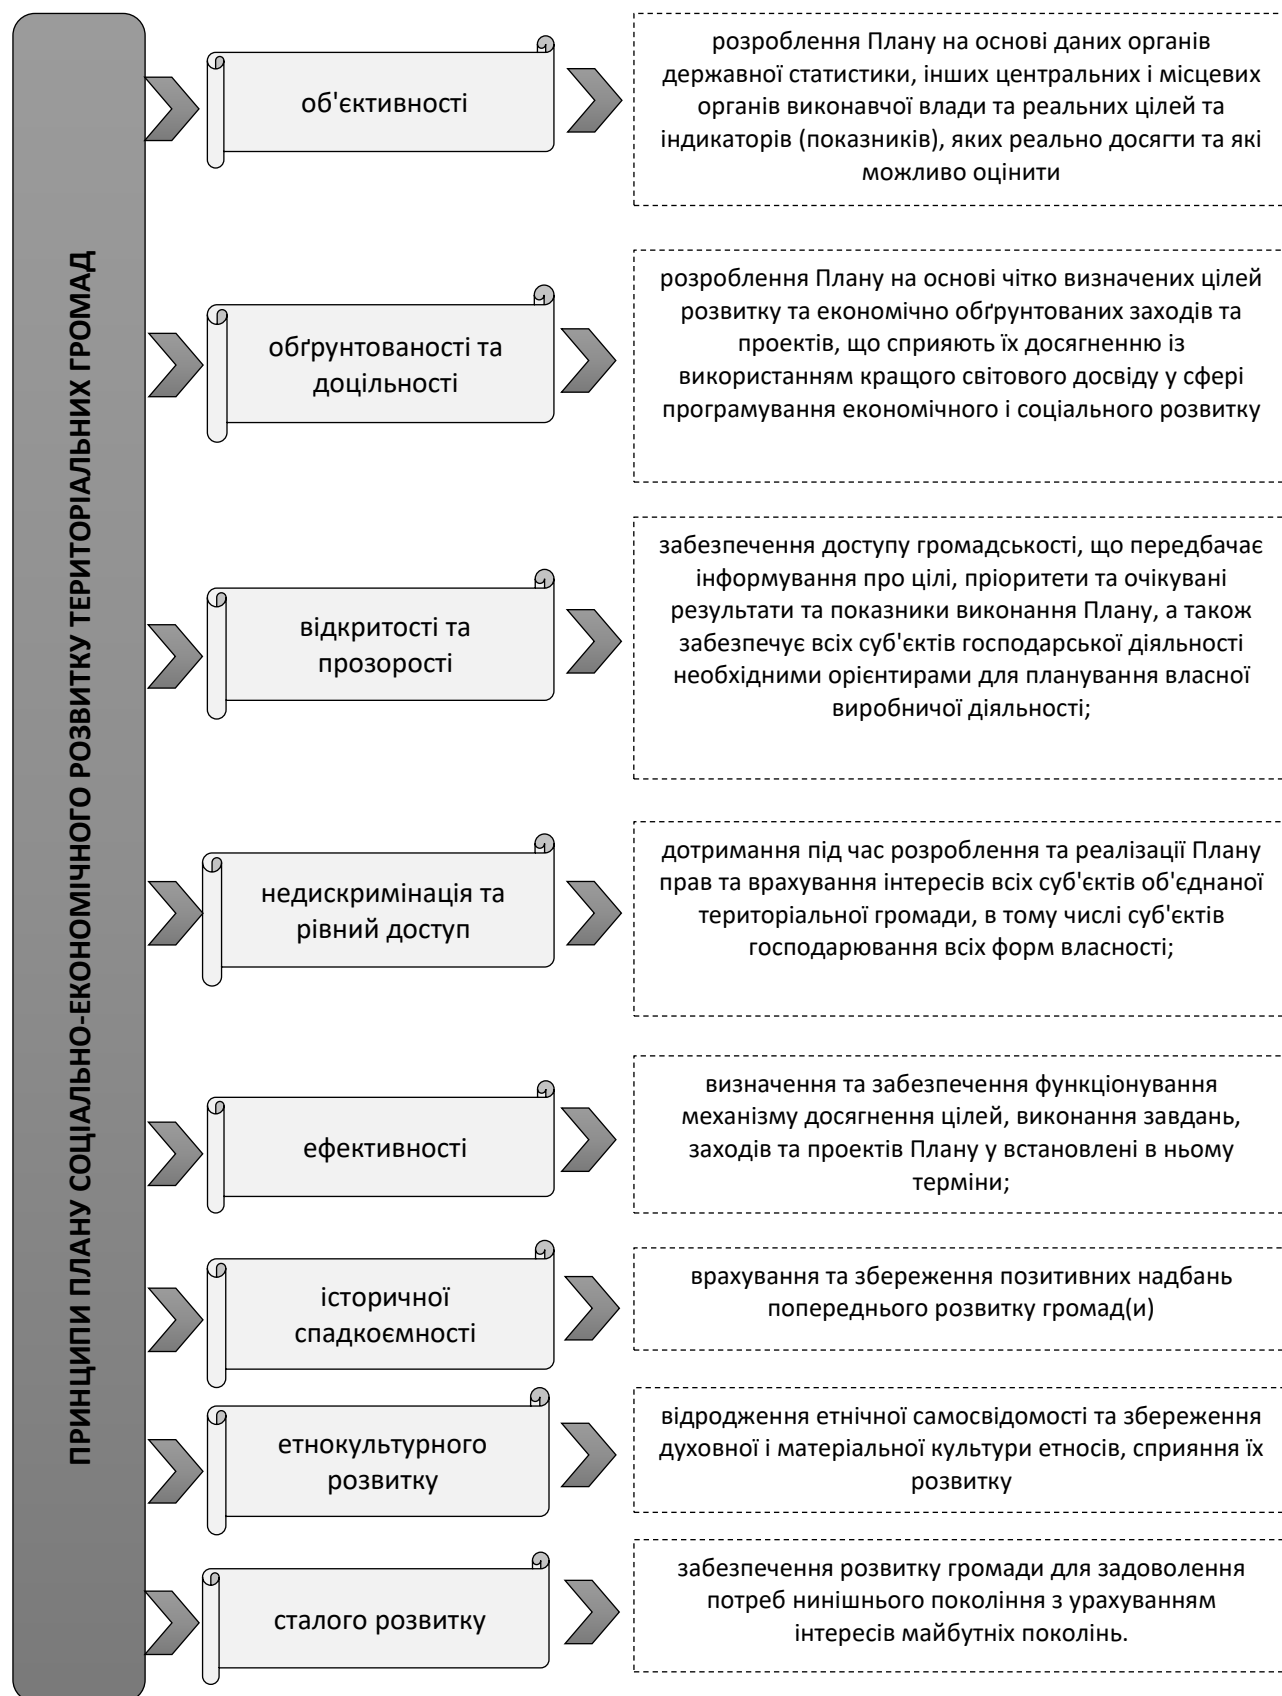 ПРИНЦИПИ ПЛАНУ СОЦІАЛЬНО-ЕКОНОМІЧНОГО РОЗВИТКУ ТЕРИТОРІАЛЬНИХ ГРОМАД
об'єктивності
розроблення Плану на основі даних органів
державної статистики, інших центральних і місцевих
органів виконавчої влади та реальних цілей та
індикаторів (показників), яких реально досягти та які
можливо оцінити
обґрунтованості та
доцільності
розроблення Плану на основі чітко визначених цілей
розвитку та економічно обґрунтованих заходів та
проектів, що сприяють їх досягненню із
використанням кращого світового досвіду у сфері
програмування економічного і соціального розвитку
відкритості та
прозорості
забезпечення доступу громадськості, що передбачає
інформування про цілі, пріоритети та очікувані
результати та показники виконання Плану, а також
забезпечує всіх суб'єктів господарської діяльності
необхідними орієнтирами для планування власної
виробничої діяльності;
недискримінація та
рівний доступ
дотримання під час розроблення та реалізації Плану
прав та врахування інтересів всіх суб'єктів об'єднаної
територіальної громади, в тому числі суб'єктів
господарювання всіх форм власності;
ефективності
визначення та забезпечення функціонування
механізму досягнення цілей, виконання завдань,
заходів та проектів Плану у встановлені в ньому
терміни;
історичної
спадкоємності
врахування та збереження позитивних надбань
попереднього розвитку громад(и)
етнокультурного
розвитку
відродження етнічної самосвідомості та збереження
духовної і матеріальної культури етносів, сприяння їх
розвитку
сталого розвитку
забезпечення розвитку громади для задоволення
потреб нинішнього покоління з урахуванням
інтересів майбутніх поколінь.